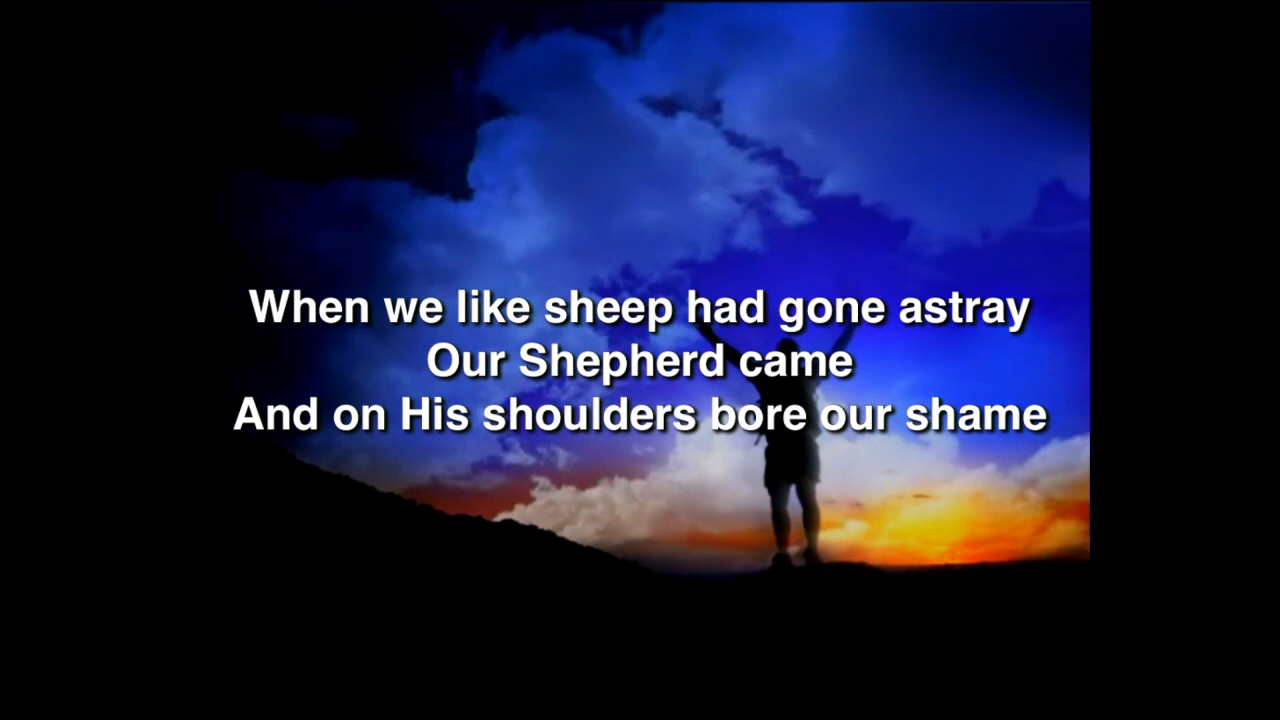 When we like sheep had gone astray
Our Shepherd came
And on His shoulders bore our shame